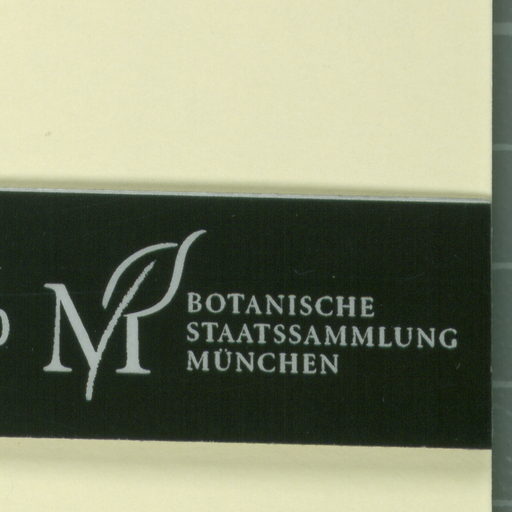 M
BOTANISCHE
STAATSSAMMLUNG
MÜNCHEN